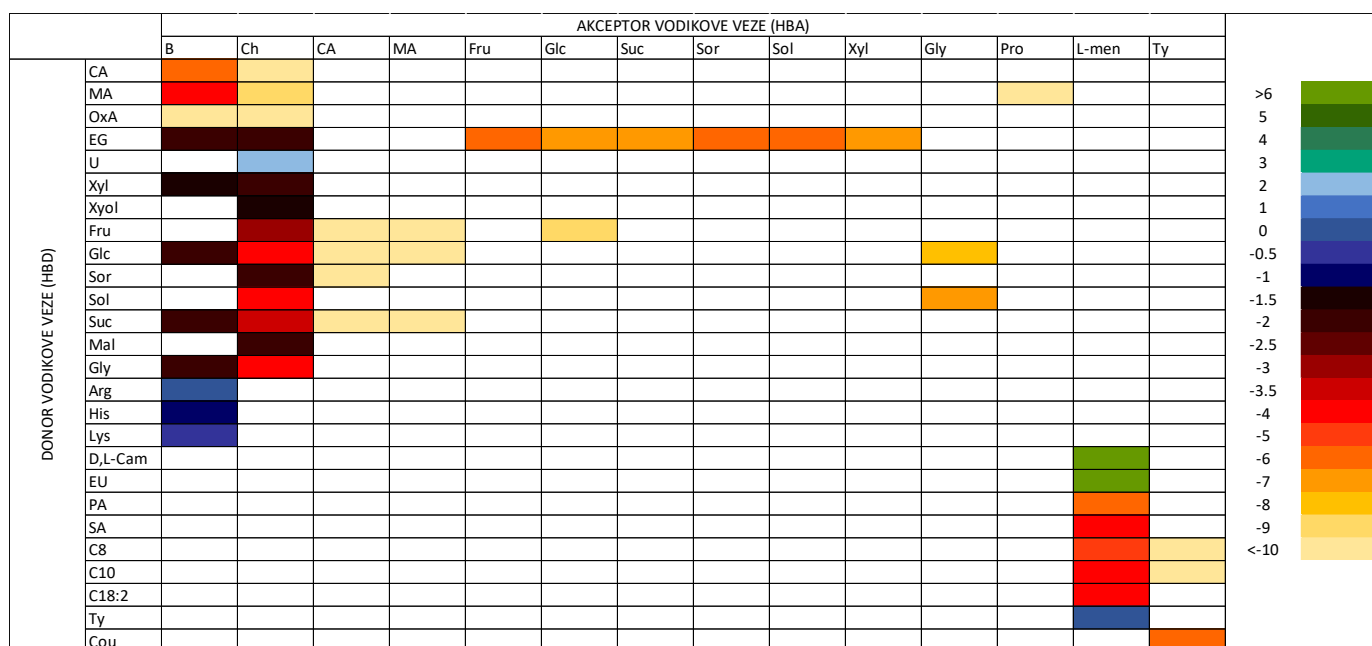 AKCEPTOR VODIKOVE VEZE (HBA)
B Ch CA MA Fru Glc Suc Sor Sol Xyl Gly Pro L-men Ty
DONOR VODIKOVE VEZE (HBD)
CA
MA >6
OxA 5
EG 4
3
U 2
Xyl 1
Xyol 0
Fru -0.5
Glc -1
Sor -1.5
Sol -2
Suc -2.5
Mal -3
Gly -3.5
Arg -4
His -5
Lys -6
D,L-Cam -7
EU -8
PA -9
SA <-10
C8
C10
C18:2
Ty
Cou